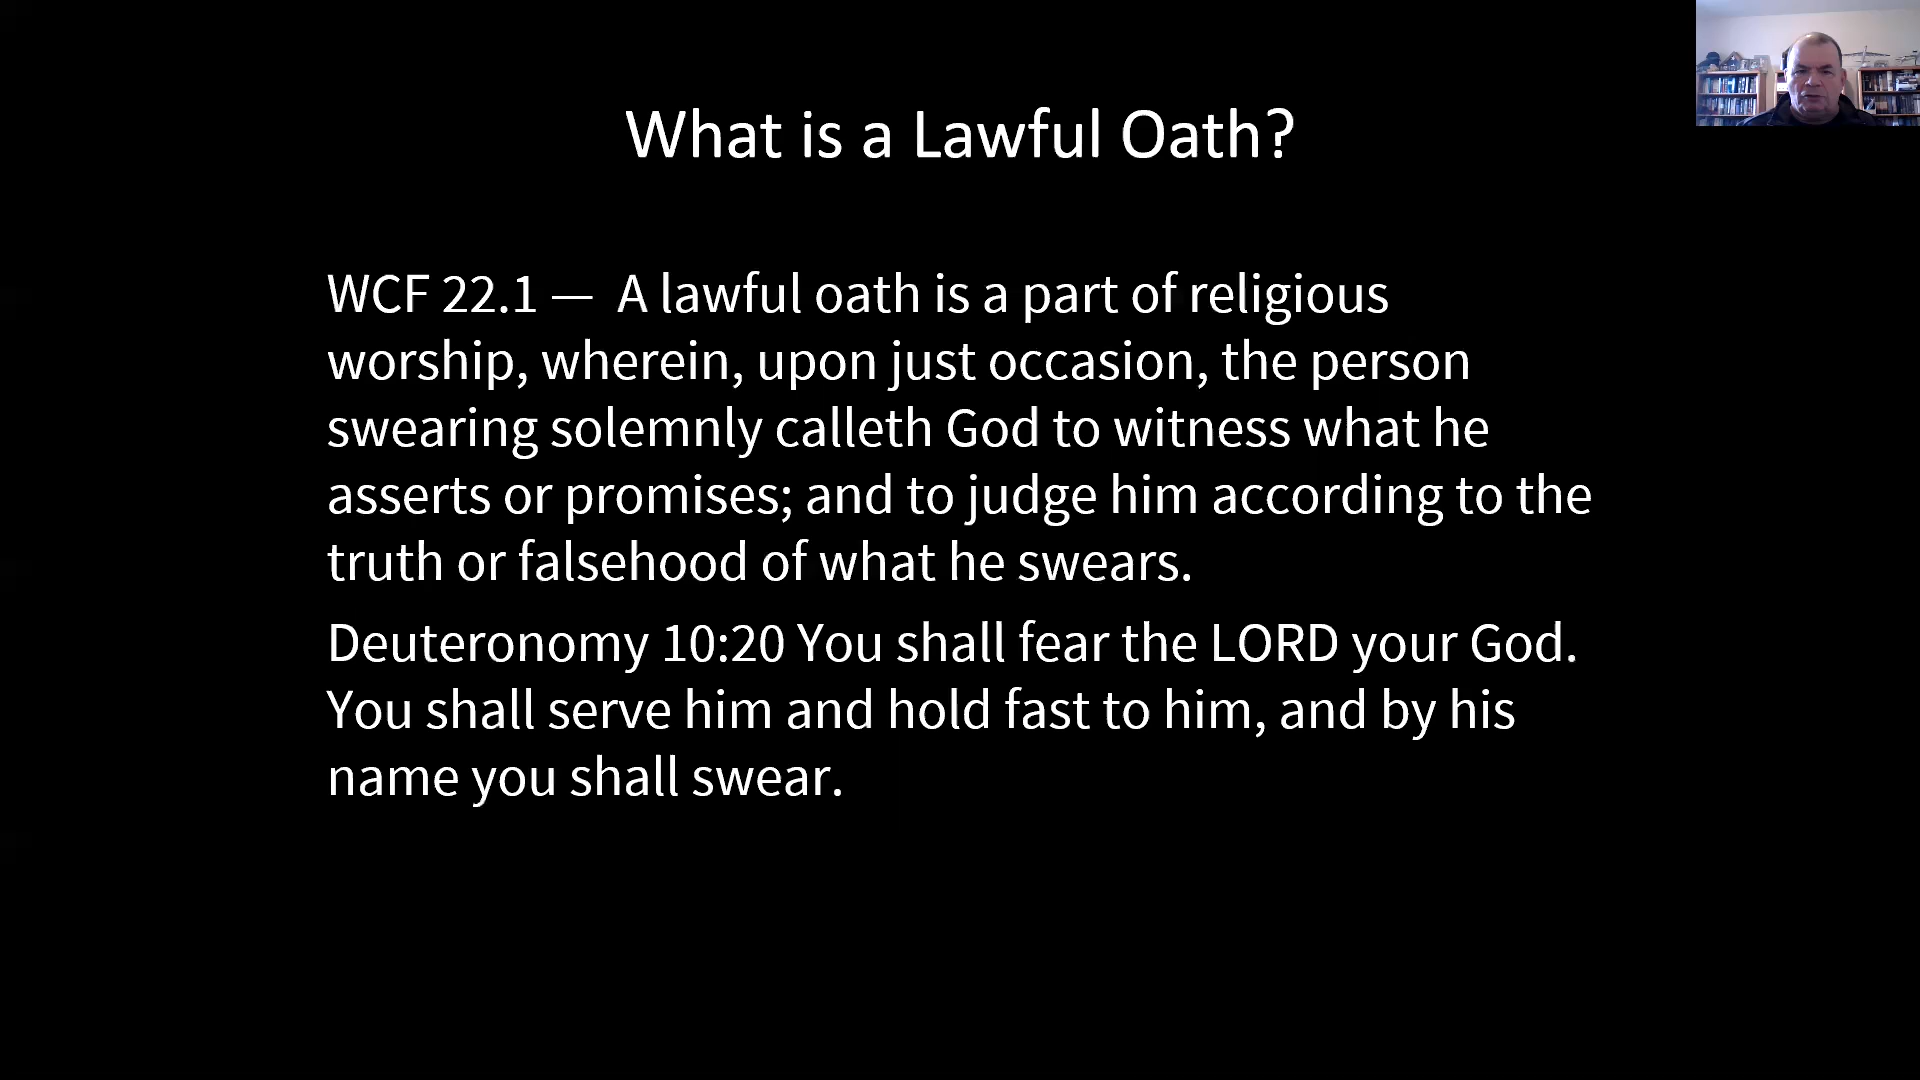 What is a Lawful Oath?
WCF 22.1 — A lawful oath is a part of religious
worship, wherein, upon just occasion, the person
swearing solemnly calleth God to witness what he
asserts or promises; and to judge him according to the
truth or falsehood of what he swears.
Deuteronomy 10:20 You shall fear the LORD your God.
You shall serve him and hold fast to him, and by his
name you shall swear.